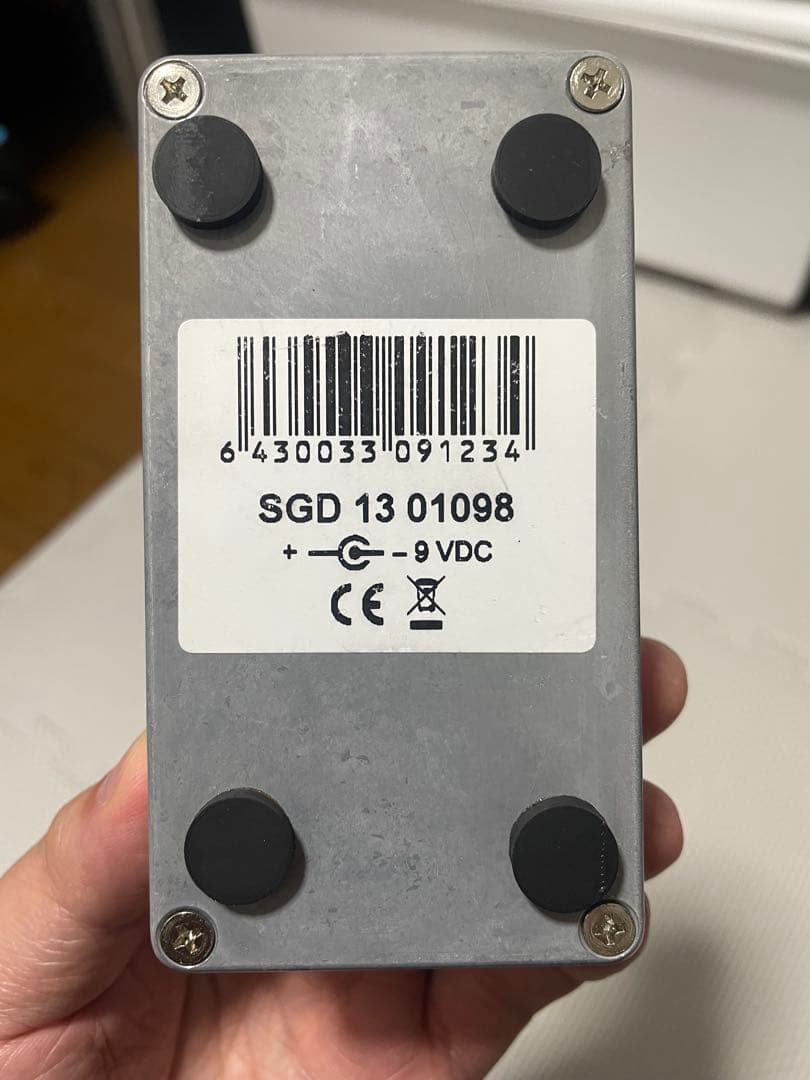 6 430033 091234
SGD 13 01098
+ – 9 VDC
CE